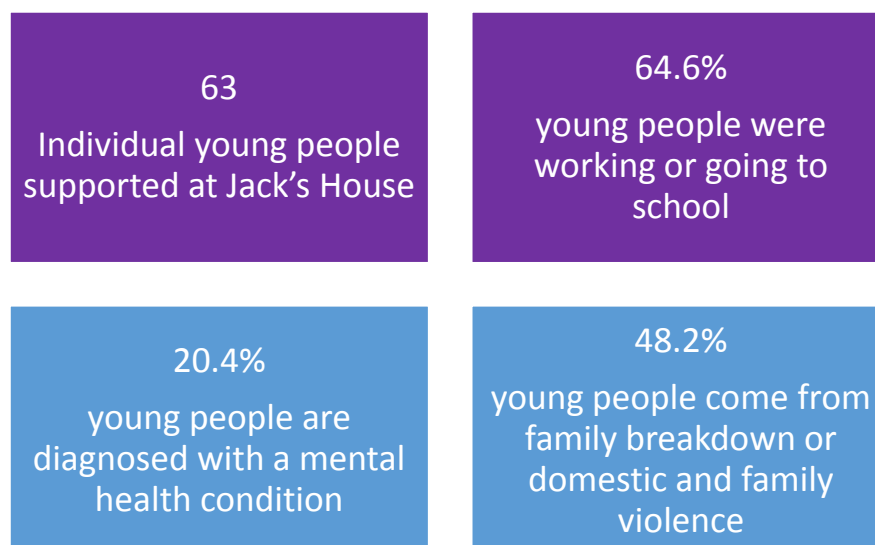 63
Individual young people
supported at Jack’s House
64.6%
young people were
working or going to
school
20.4%
young people are
diagnosed with a mental
health condition
48.2%
young people come from
family breakdown or
domestic and family
violence